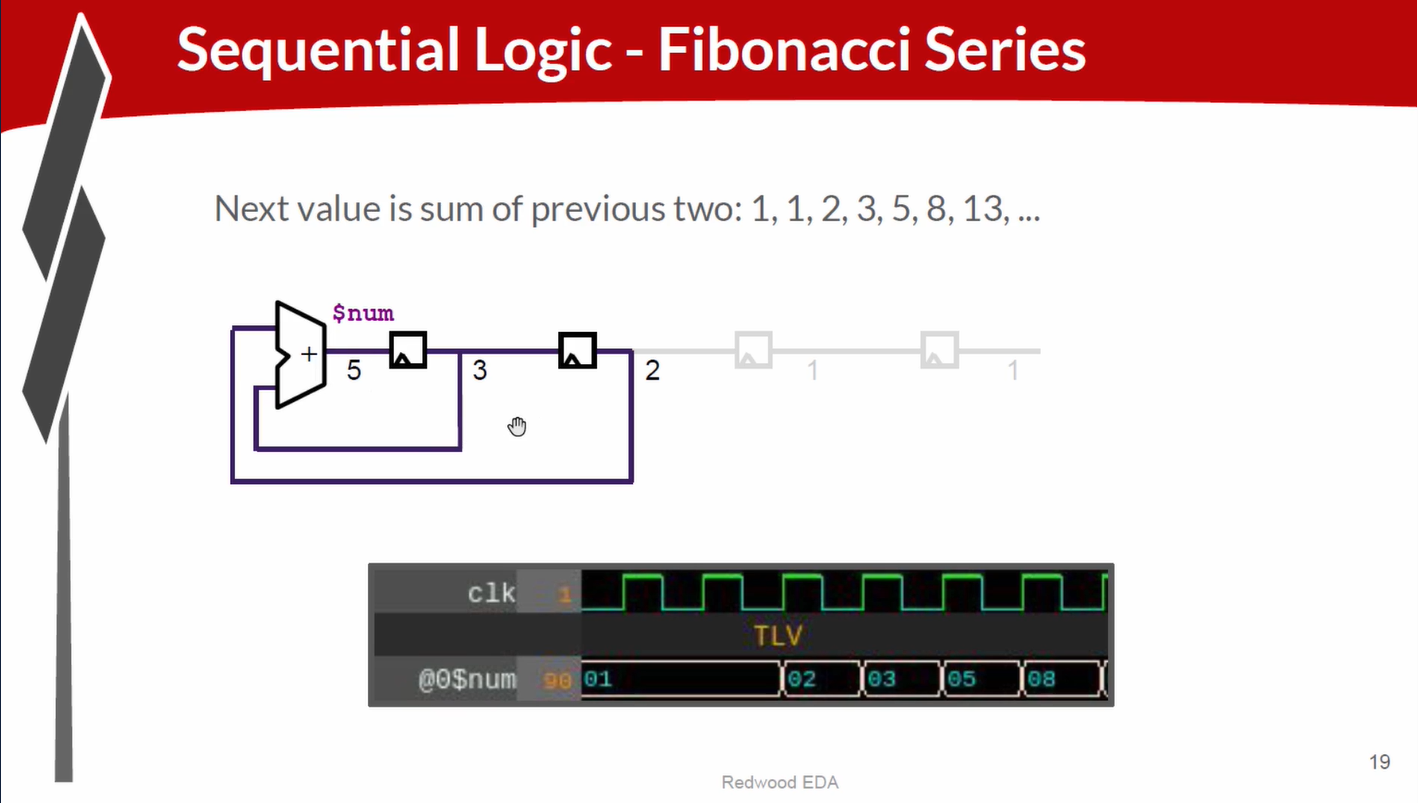 Sequential Logic - Fibonacci Series
Next value is sum of previous two: 1, 1, 2, 3, 5, 8, 13, ...
$num
+
5
3
2
1
1
clk 1
TLV
@0$num 90 01 02 03 05 08
19
Redwood EDA